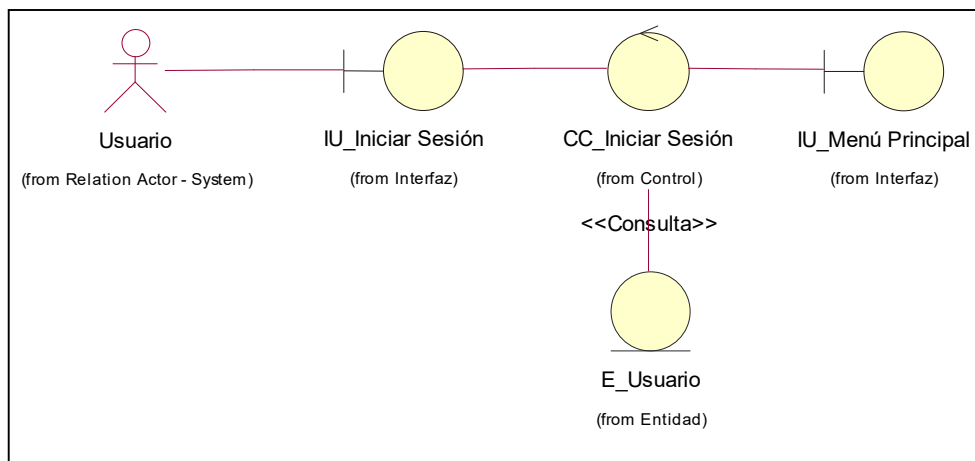 Usuario
(from Relation Actor - System)
IU_Iniciar Sesión
(from Interfaz)
CC_Iniciar Sesión
(from Control)
IU_Menú Principal
(from Interfaz)
<<Consulta>>
E_Usuario
(from Entidad)